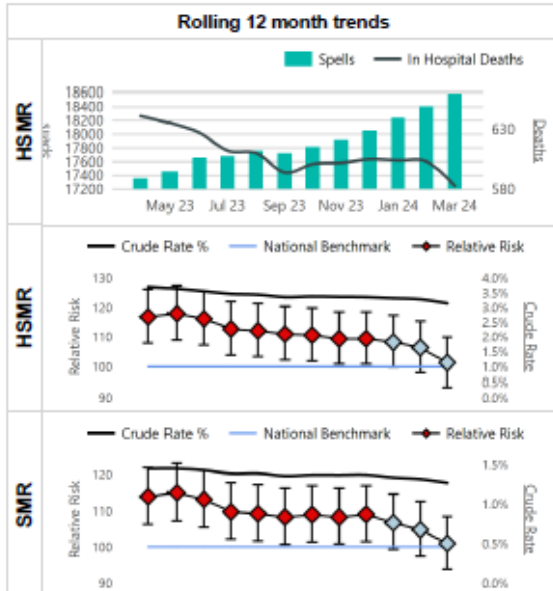 Rolling 12 month trends
HSMR
Spells In Hospital Deaths
Spells
18600
18400
18200
18000
17800
17600
17400
17200
630
580
Deaths
May 23 Jul 23 Sep 23 Nov 23 Jan 24 Mar 24
HSMR
Crude Rate % National Benchmark Relative Risk
Relative Risk
130
120
110
100
90
4.0%
3.5%
3.0%
2.5%
2.0%
1.5%
1.0%
0.5%
0.0%
Crude Rate
SMR
Crude Rate % National Benchmark Relative Risk
Relative Risk
120
110
100
90
1.5%
1.0%
0.5%
0.0%
Crude Rate